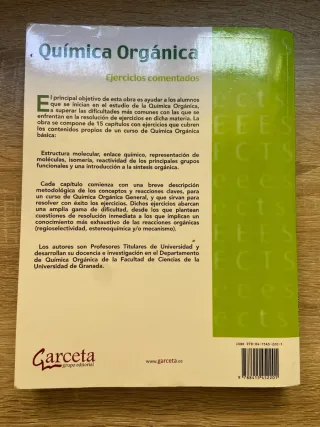 Química Orgánica
Ejercicios comentados
El principal objetivo de esta obra es ayudar a los alumnos
que se inician en el estudio de la Química Orgánica,
a superar las dificultades más comunes con las que se
enfrentan en la resolución de ejercicios en dicha materia. La
obra se compone de 15 capítulos con ejercicios que cubren
los contenidos propios de un curso de Química Orgánica
básica:
Estructura molecular, enlace químico, representación de
moléculas, isomería, reactividad de los principales grupos
funcionales y una introducción a la síntesis orgánica.
Cada capítulo comienza con una breve descripción
metodológica de los conceptos y reacciones claves, para
un curso de Química Orgánica General, y que sirvan para
resolver con éxito los ejercicios. Dichos ejercicios abarcan
una amplia gama de dificultad, desde los que plantean
cuestiones de resolución inmediata a los que implican un
conocimiento más exhaustivo de las reacciones orgánicas
(regioselectividad, estereoquímica y/o mecanismo).
Los autores son Profesores Titulares de Universidad y
desarrollan su docencia e investigación en el Departamento
de Química Orgánica de la Facultad de Ciencias de la
Universidad de Granada.
Garceta
grupo editorial
www.garceta.es